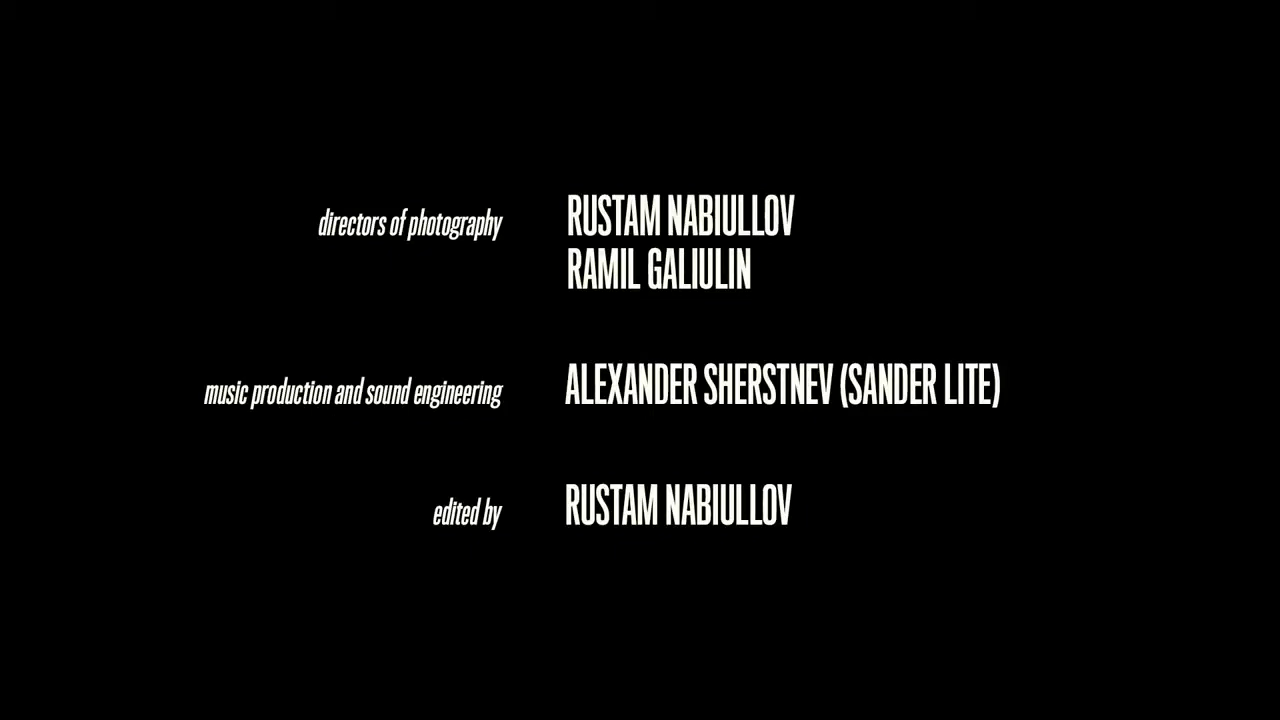 directors of photography RUSTAM NABIULLOV
RAMIL GALIULIN
music production and sound engineering ALEXANDER SHERSTNEV (SANDER LITE)
edited by RUSTAM NABIULLOV